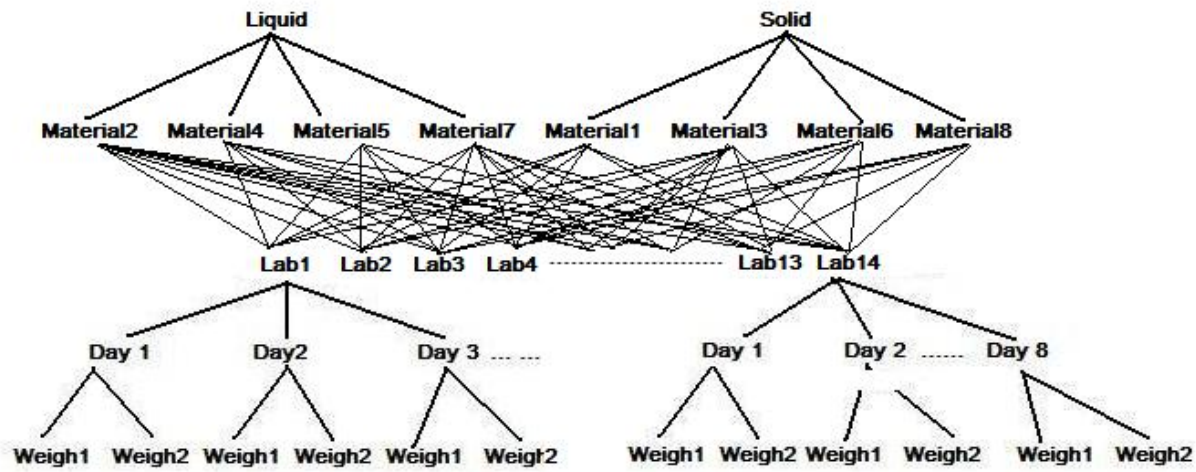 Liquid Solid
Material2 Material4 Material5 Material7 Material1 Material3 Material6 Material8
Lab1 Lab2 Lab3 Lab4 ........................ Lab13 Lab14
Day 1 Day2 Day 3 ... ... Day 1 Day 2 ...... Day 8
Weigh1 Weigh2 Weigh1 Weigh2 Weigh1 Weigh2 Weigh1 Weigh2 Weigh1 Weigh2 Weigh1 Weigh2